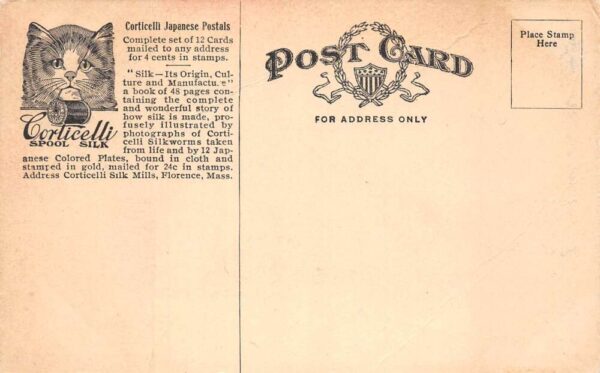 Corticelli Japanese Postals
Complete set of 12 Cards
mailed to any address
for 4 cents in stamps.
"Silk—Its Origin, Cul-
ture and Manufacture"
a book of 48 pages con-
taining the complete
and wonderful story of
how silk is made, pro-
fusely illustrated by
photographs of Corti-
celli Silkworms taken
from life and by 12 Jap-
anese Colored Plates, bound in cloth and
stamped in gold, mailed for 24c in stamps.
Address Corticelli Silk Mills, Florence, Mass.
Corticelli
SPOOL SILK
POST CARD
FOR ADDRESS ONLY
Place Stamp
Here